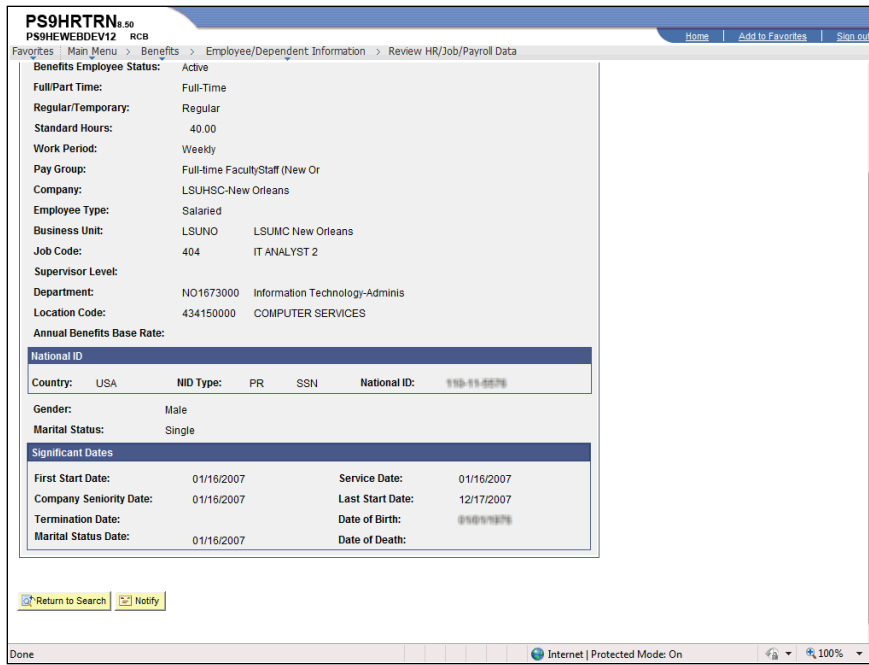 PS9HRTRN8.50
PS9HEWEBDEV12 RCB
Home | Add to Favorites | Sign out
Favorites Main Menu > Benefits > Employee/Dependent Information > Review HR/Job/Payroll Data
Benefits Employee Status: Active
Full/Part Time: Full-Time
Regular/Temporary: Regular
Standard Hours: 40.00
Work Period: Weekly
Pay Group: Full-time FacultyStaff (New Or
Company: LSUHSC-New Orleans
Employee Type: Salaried
Business Unit: LSUNO LSUMC New Orleans
Job Code: 404 IT ANALYST 2
Supervisor Level:
Department: NO1673000 Information Technology-Adminis
Location Code: 434150000 COMPUTER SERVICES
Annual Benefits Base Rate:
National ID
Country: USA NID Type: PR SSN National ID:
Gender: Male
Marital Status: Single
Significant Dates
First Start Date: 01/16/2007 Service Date: 01/16/2007
Company Seniority Date: 01/16/2007 Last Start Date: 12/17/2007
Termination Date: Date of Birth:
Marital Status Date: 01/16/2007 Date of Death:
Return to Search Notify
Done Internet | Protected Mode: On 100%